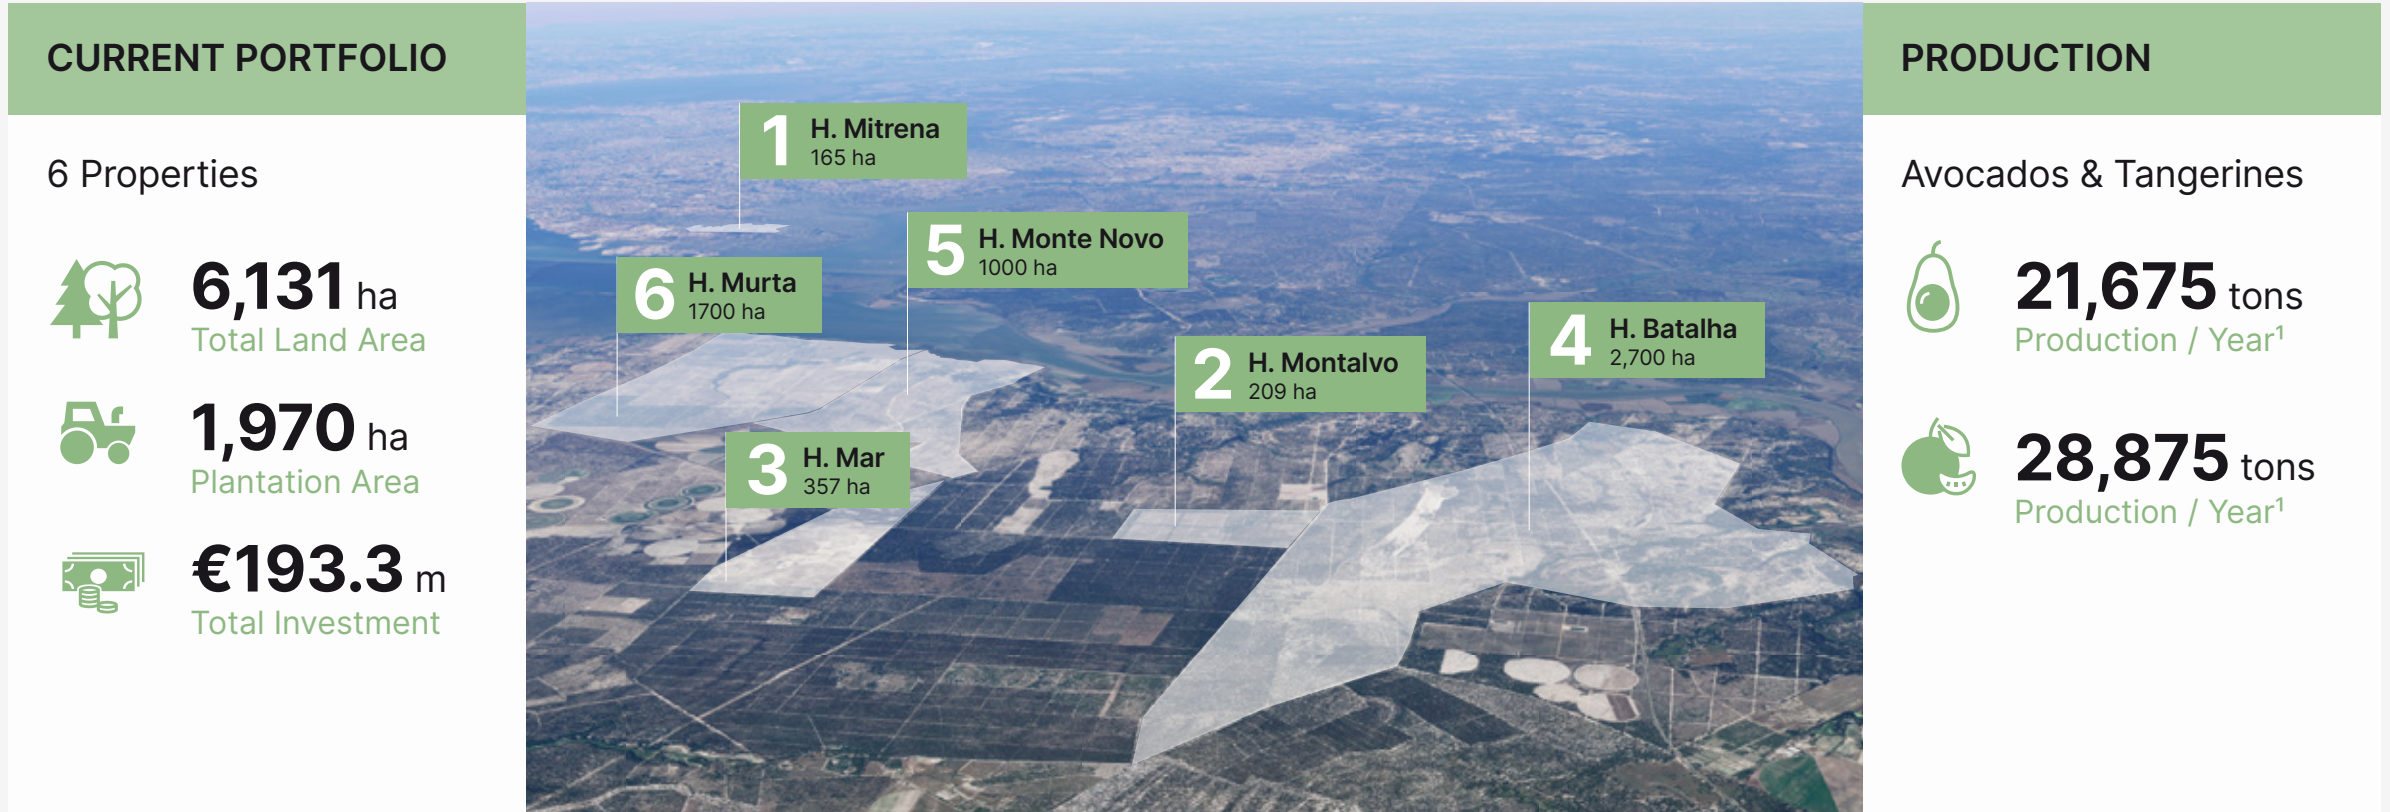 CURRENT PORTFOLIO
6 Properties
6,131 ha
Total Land Area
1,970 ha
Plantation Area
€193.3 m
Total Investment
1 H. Mitrena
165 ha
5 H. Monte Novo
1000 ha
6 H. Murta
1700 ha
4 H. Batalha
2,700 ha
2 H. Montalvo
209 ha
3 H. Mar
357 ha
PRODUCTION
Avocados & Tangerines
21,675 tons
Production / Year¹
28,875 tons
Production / Year¹